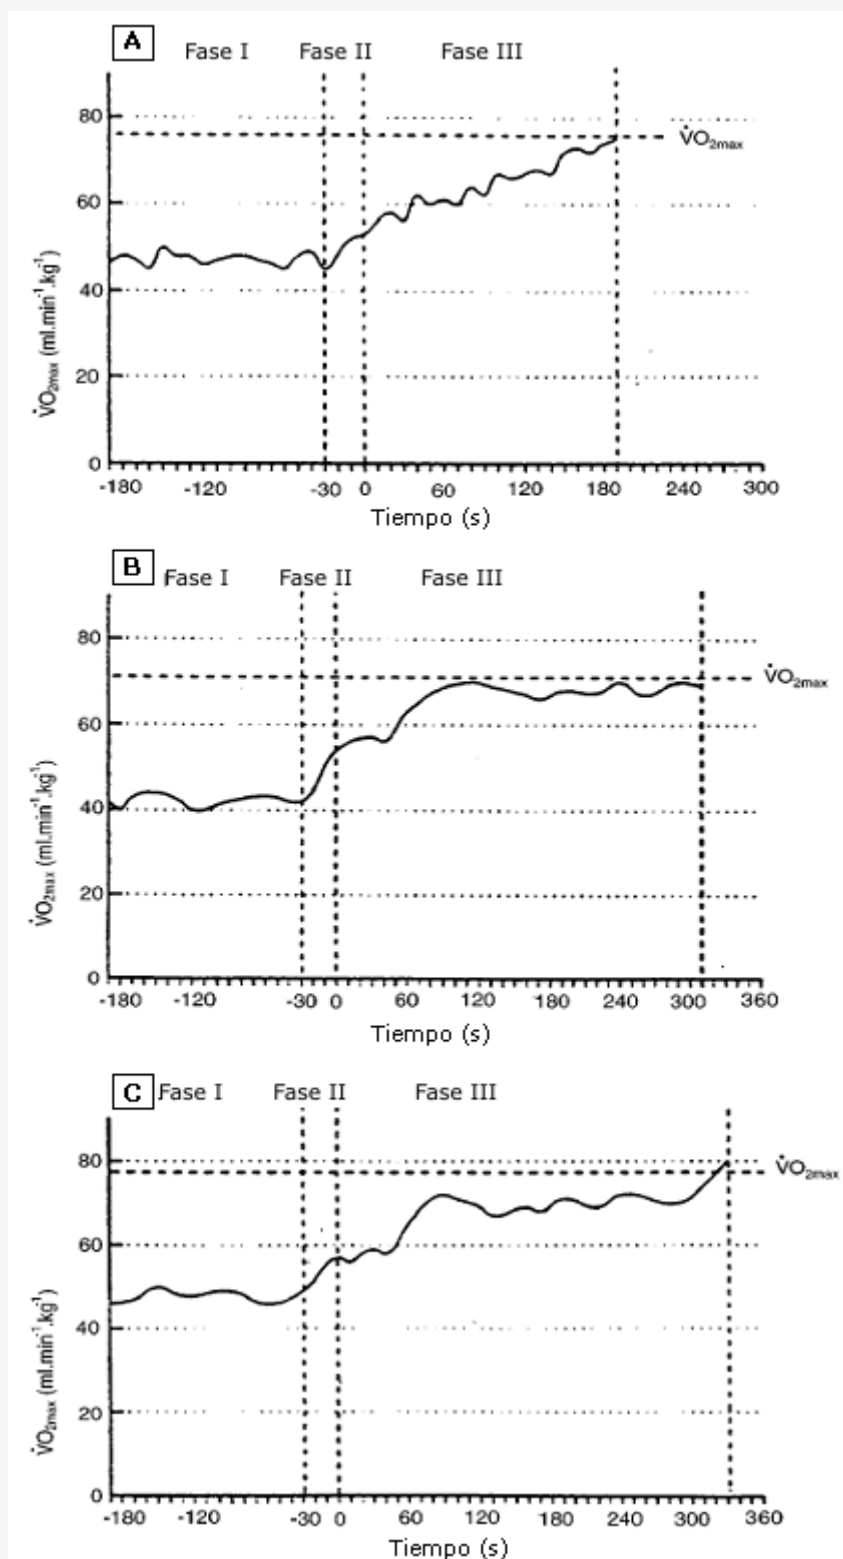 A
Fase I Fase II Fase III
V̇O2max (ml.min-1.kg-1)
80
60
40
20
0
V̇O2max
-180 -120 -30 0 60 120 180 240 300
Tiempo (s)
B
Fase I Fase II Fase III
V̇O2max (ml.min-1.kg-1)
80
60
40
20
0
V̇O2max
-180 -120 -30 0 60 120 180 240 300 360
Tiempo (s)
C
Fase I Fase II Fase III
V̇O2max (ml.min-1.kg-1)
80
60
40
20
0
V̇O2max
-180 -120 -30 0 60 120 180 240 300 360
Tiempo (s)